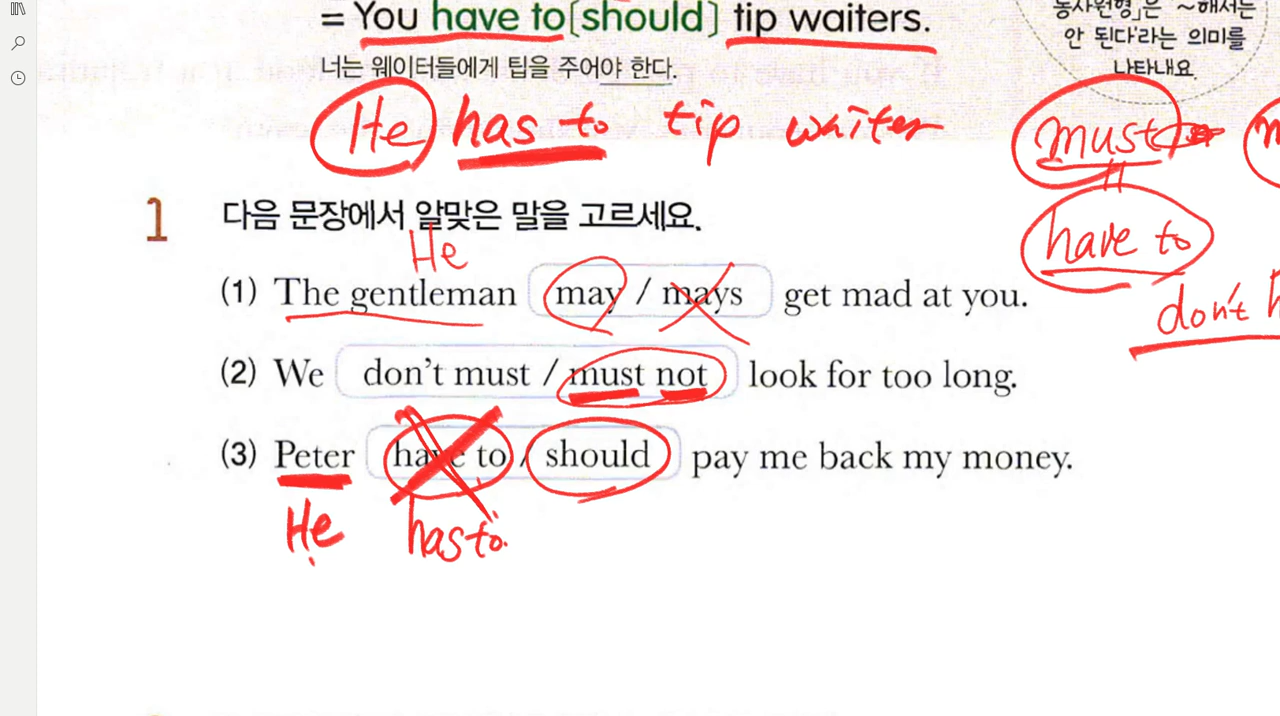 = You have to[should] tip waiters.
너는 웨이터들에게 팁을 주어야 한다.
동사원형」은 ~해서는
안 된다'라는 의미를
나타내요.
He has to tip waiter
must
have to
don't
1 다음 문장에서 알맞은 말을 고르세요.
He
(1) The gentleman may / mays get mad at you.
(2) We don't must / must not look for too long.
(3) Peter have to / should pay me back my money.
He has to.